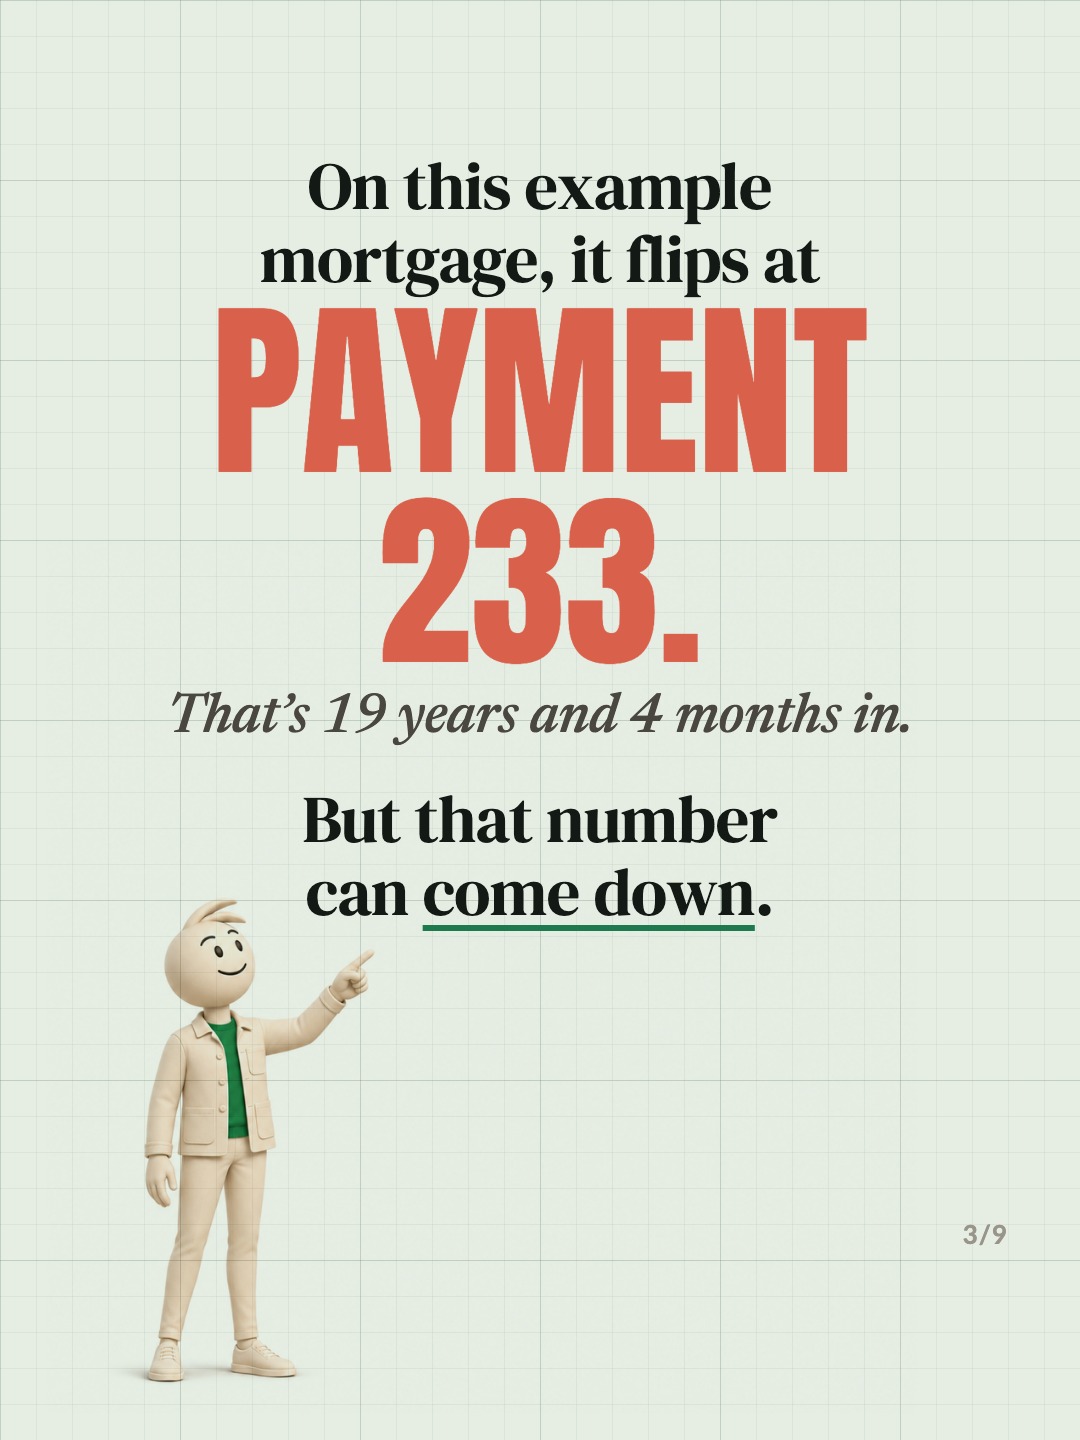 On this example
mortgage, it flips at
PAYMENT
233.
That’s 19 years and 4 months in.
But that number
can come down.
3/9